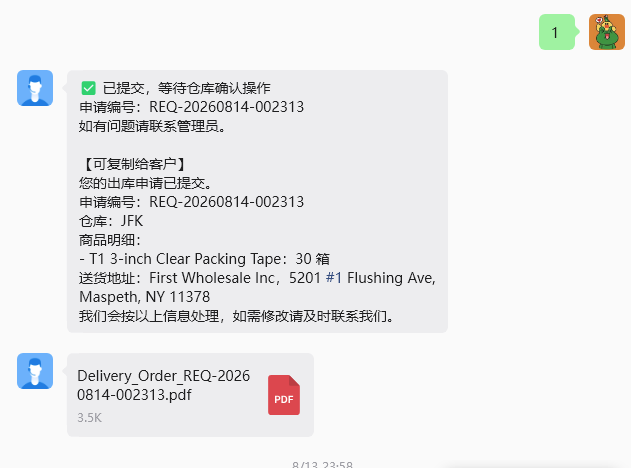 1
✅ 已提交，等待仓库确认操作
申请编号：REQ-20260814-002313
如有问题请联系管理员。
【可复制给客户】
您的出库申请已提交。
申请编号：REQ-20260814-002313
仓库：JFK
商品明细：
- T1 3-inch Clear Packing Tape：30 箱
送货地址：First Wholesale Inc，5201 #1 Flushing Ave,
Maspeth, NY 11378
我们会按以上信息处理，如需修改请及时联系我们。
Delivery_Order_REQ-2026
0814-002313.pdf
PDF
3.5K
8/13 23:58